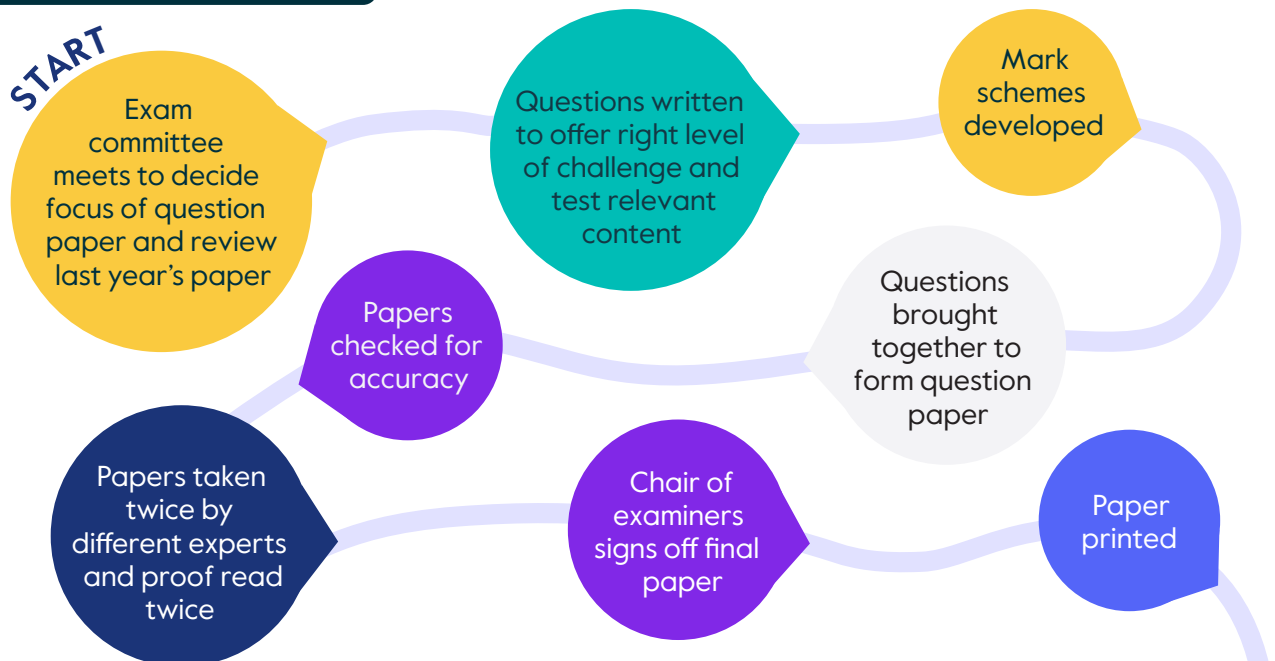 START
Exam
committee
meets to decide
focus of question
paper and review
last year's paper
Questions written
to offer right level
of challenge and
test relevant
content
Mark
schemes
developed
Questions
brought
together to
form question
paper
Papers
checked for
accuracy
Papers taken
twice by
different experts
and proof read
twice
Chair of
examiners
signs off final
paper
Paper
printed